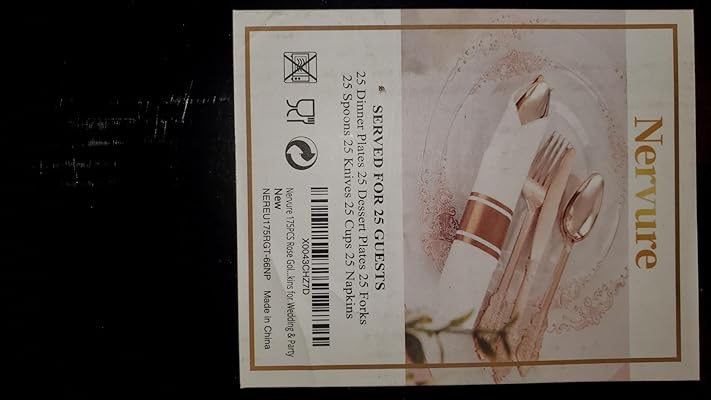 Nervure
SERVED FOR 25 GUESTS
25 Dinner Plates 25 Dessert Plates 25 Forks
25 Spoons 25 Knives 25 Cups 25 Napkins
X0043CHZ7D
Nervure 175PCS Rose Gol...kins for Wedding & Party
New
NEREU175RGT-66NP Made in China